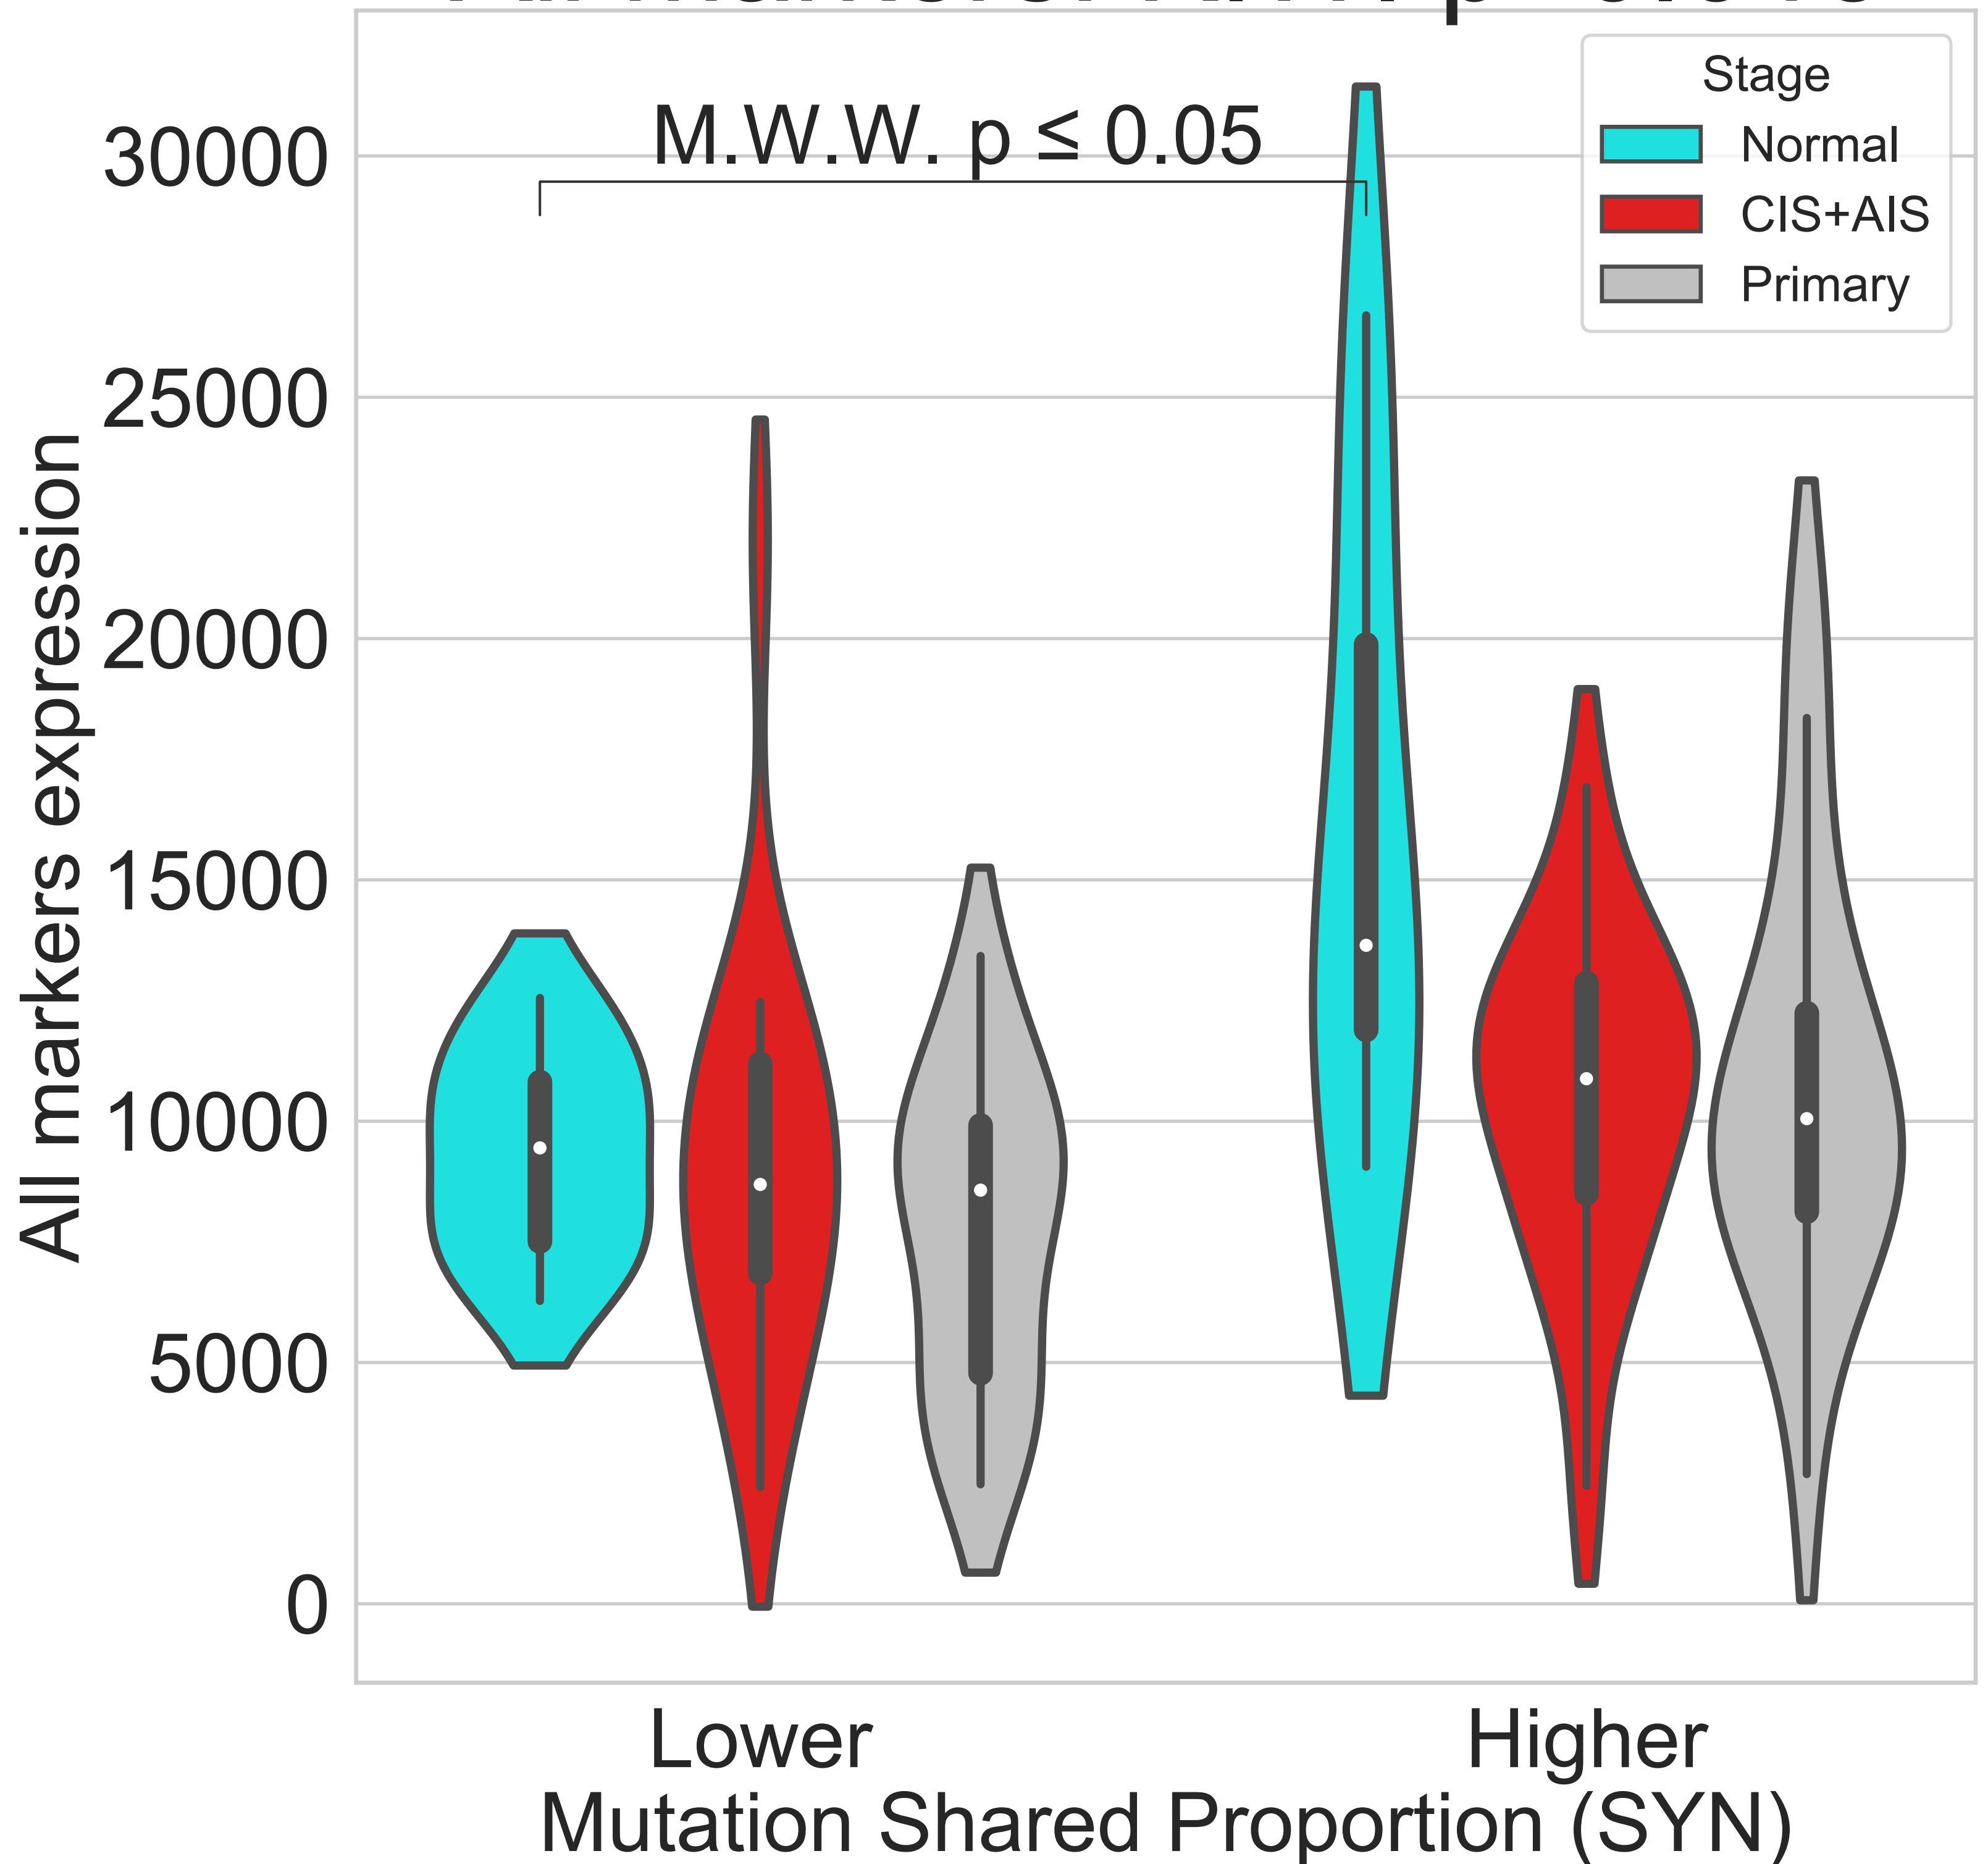 M.W.W. p ≤ 0.05
Stage
Normal
CIS+AIS
Primary
All markers expression
30000
25000
20000
15000
10000
5000
0
Lower
Higher
Mutation Shared Proportion (SYN)